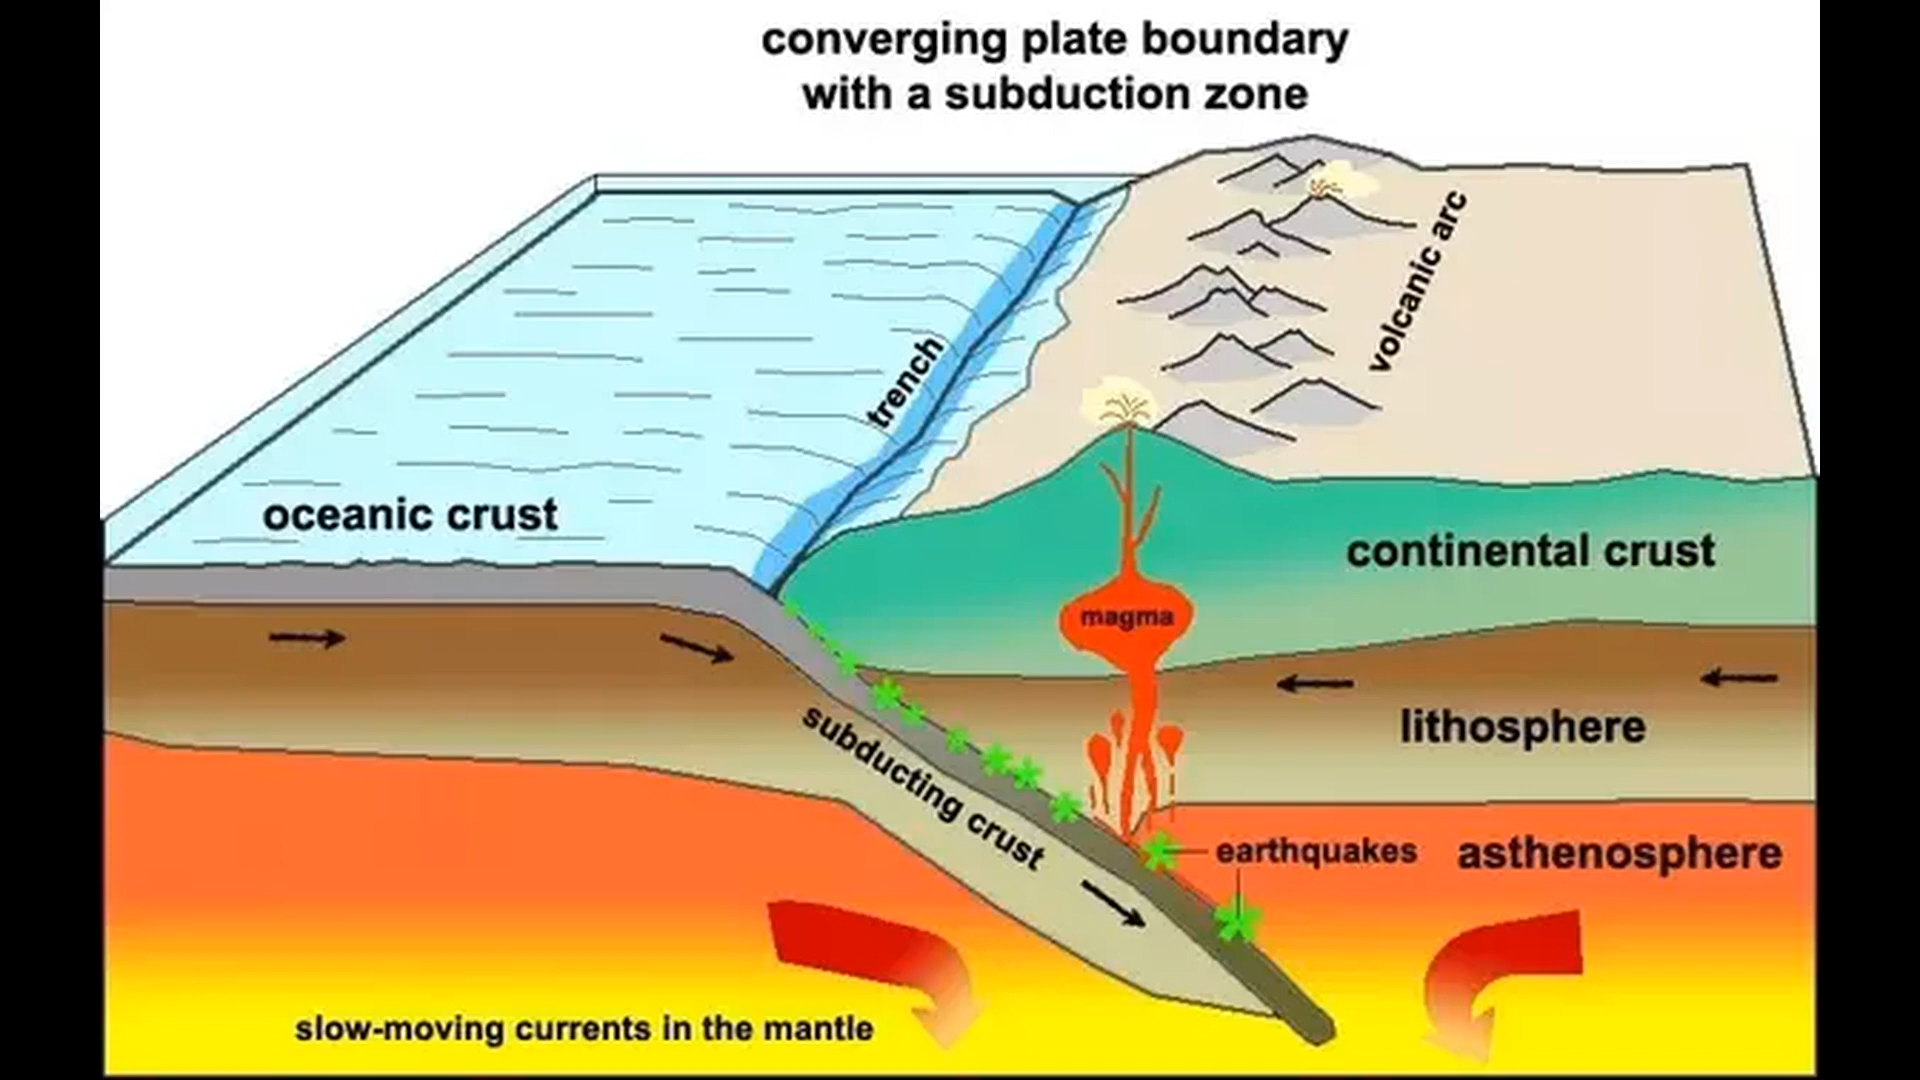 converging plate boundary
with a subduction zone
volcanic arc
trench
oceanic crust
continental crust
magma
lithosphere
subducting crust
earthquakes
asthenosphere
slow-moving currents in the mantle